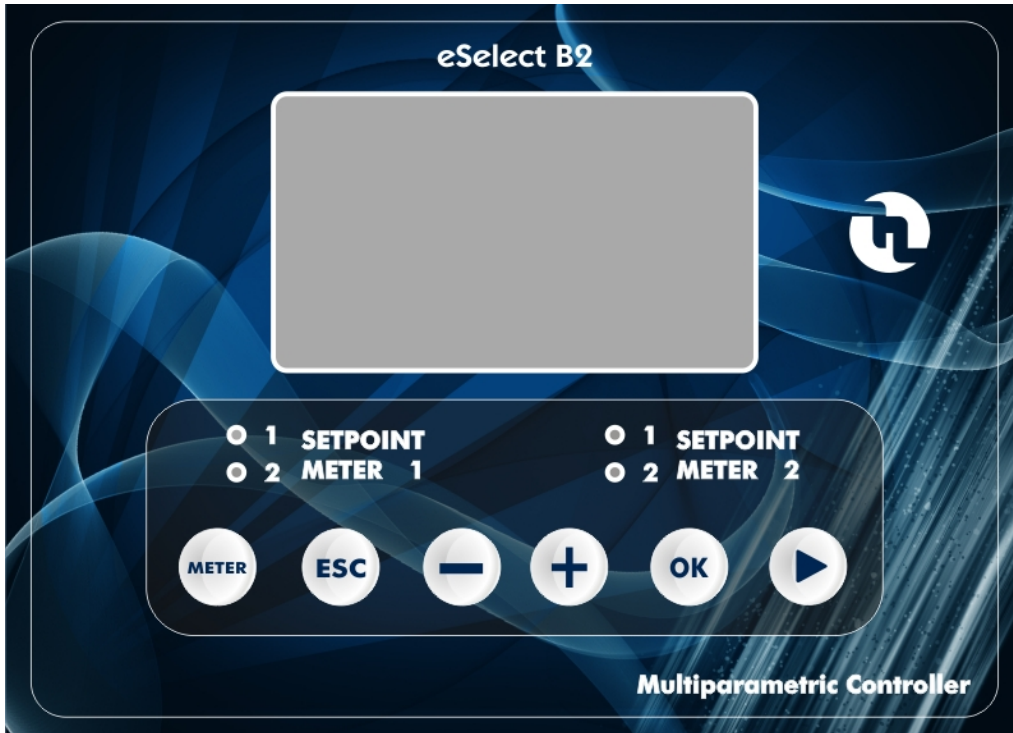 eSelect B2
1 SETPOINT
2 METER 1
1 SETPOINT
2 METER 2
METER ESC − + OK
Multiparametric Controller